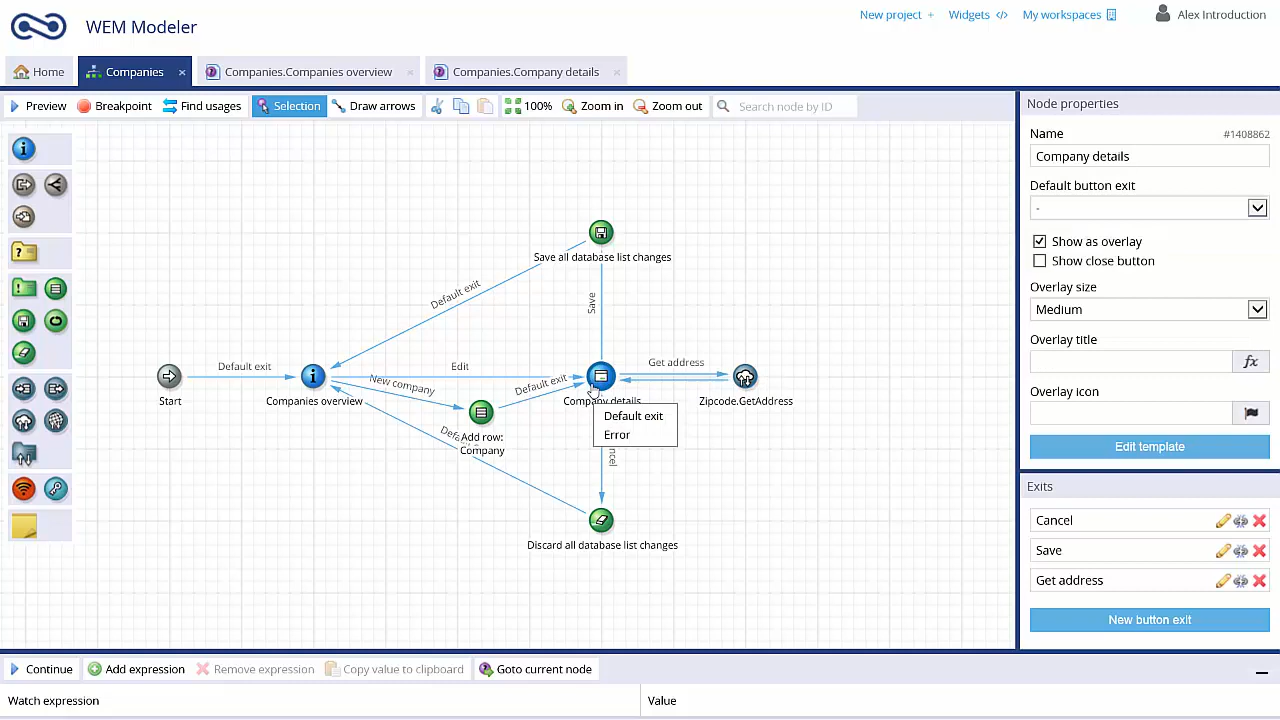 WEM Modeler
New project +
Widgets
My workspaces
Alex Introduction
Home
Companies ×
Companies.Companies overview ×
Companies.Company details ×
Preview
Breakpoint
Find usages
Selection
Draw arrows
100%
Zoom in
Zoom out
Search node by ID
Save all database list changes
Default exit
Save
Default exit
Edit
Get address
New company
Default exit
Start
Companies overview
Company details
Zipcode.GetAddress
Default exit
Error
Add row:
Company
Discard all database list changes
Node properties
Name
#1408862
Company details
Default button exit
-
Show as overlay
Show close button
Overlay size
Medium
Overlay title
fx
Overlay icon
Edit template
Exits
Cancel
Save
Get address
New button exit
Continue
Add expression
Remove expression
Copy value to clipboard
Goto current node
Watch expression
Value